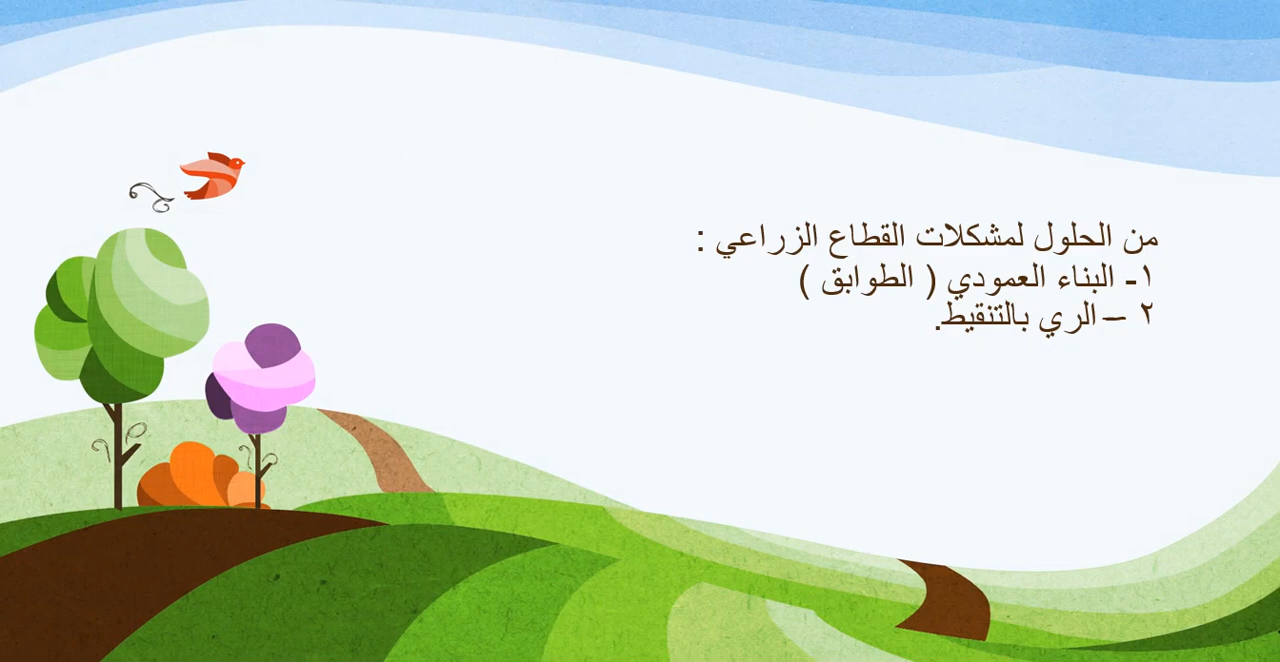 من الحلول لمشكلات القطاع الزراعي :
١- البناء العمودي ( الطوابق )
٢ – الري بالتنقيط.